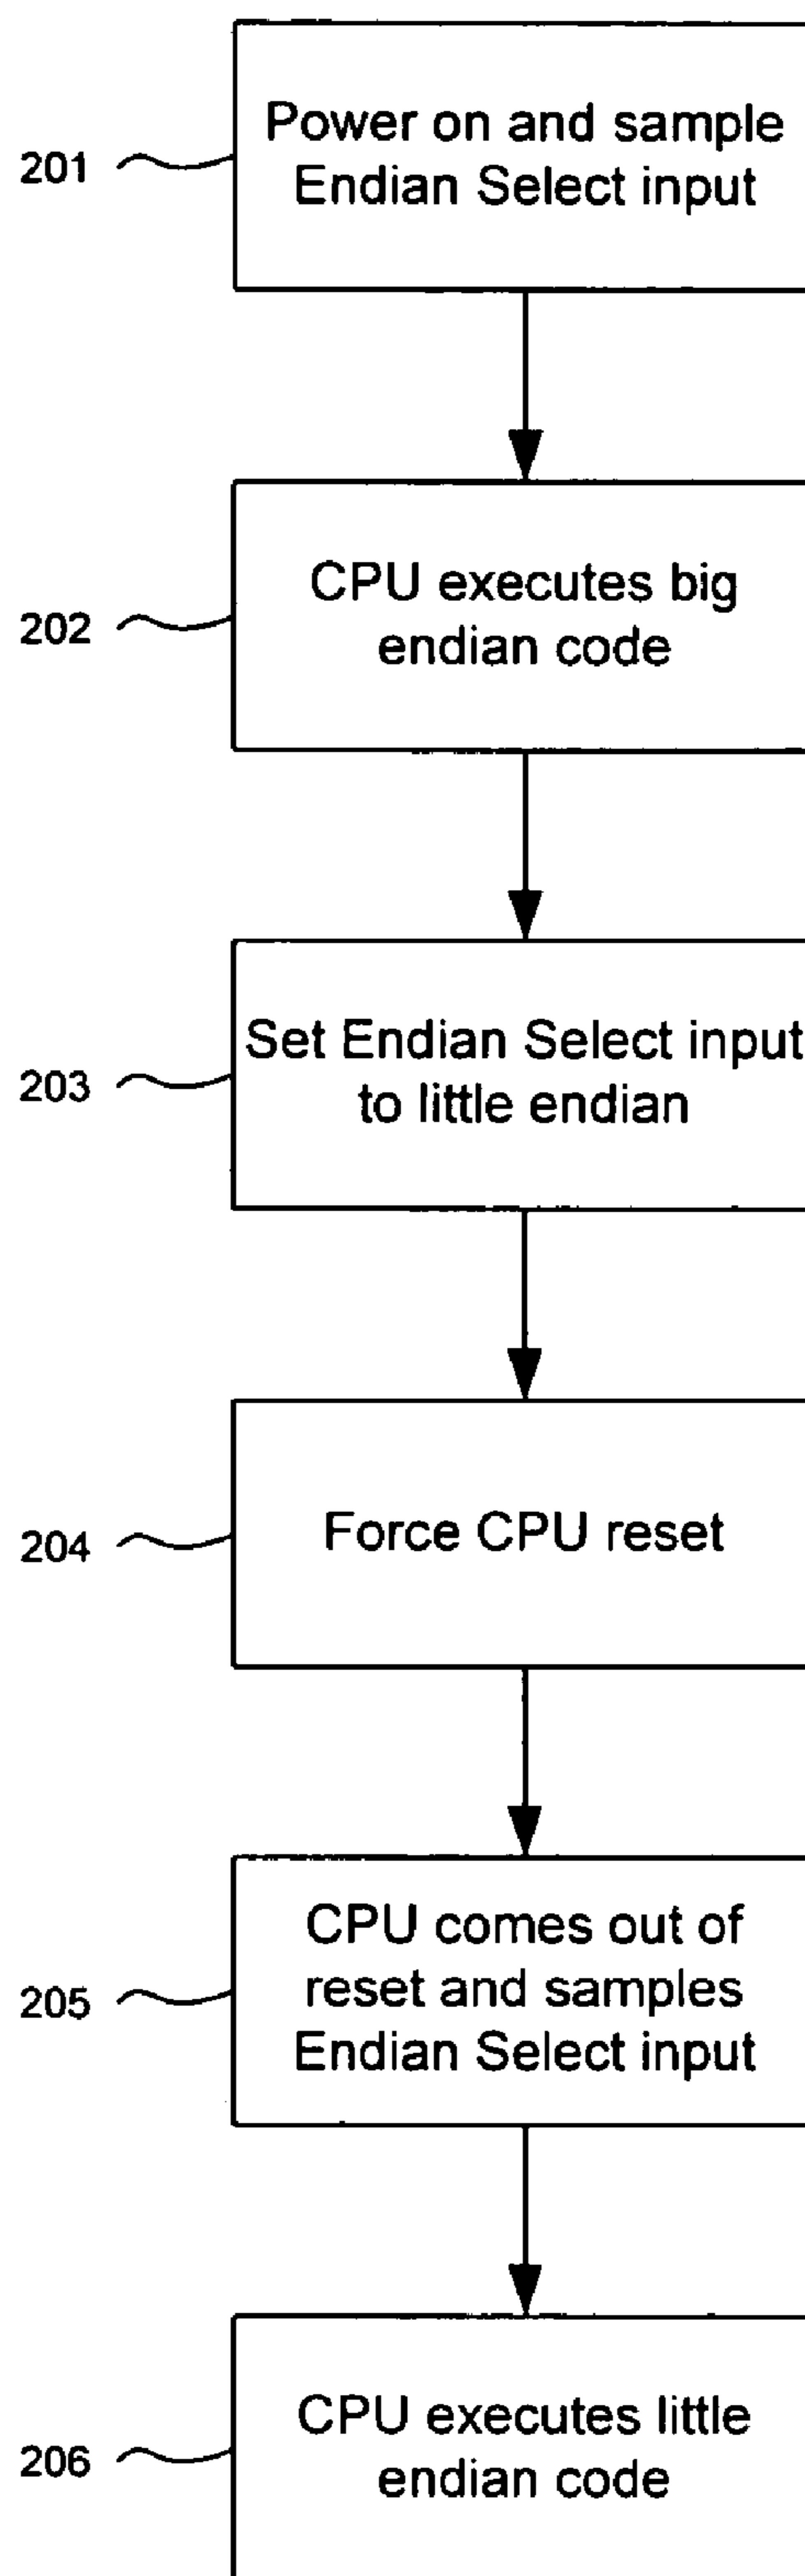 201
Power on and sample
Endian Select input
202
CPU executes big
endian code
203
Set Endian Select input
to little endian
204
Force CPU reset
205
CPU comes out of
reset and samples
Endian Select input
206
CPU executes little
endian code